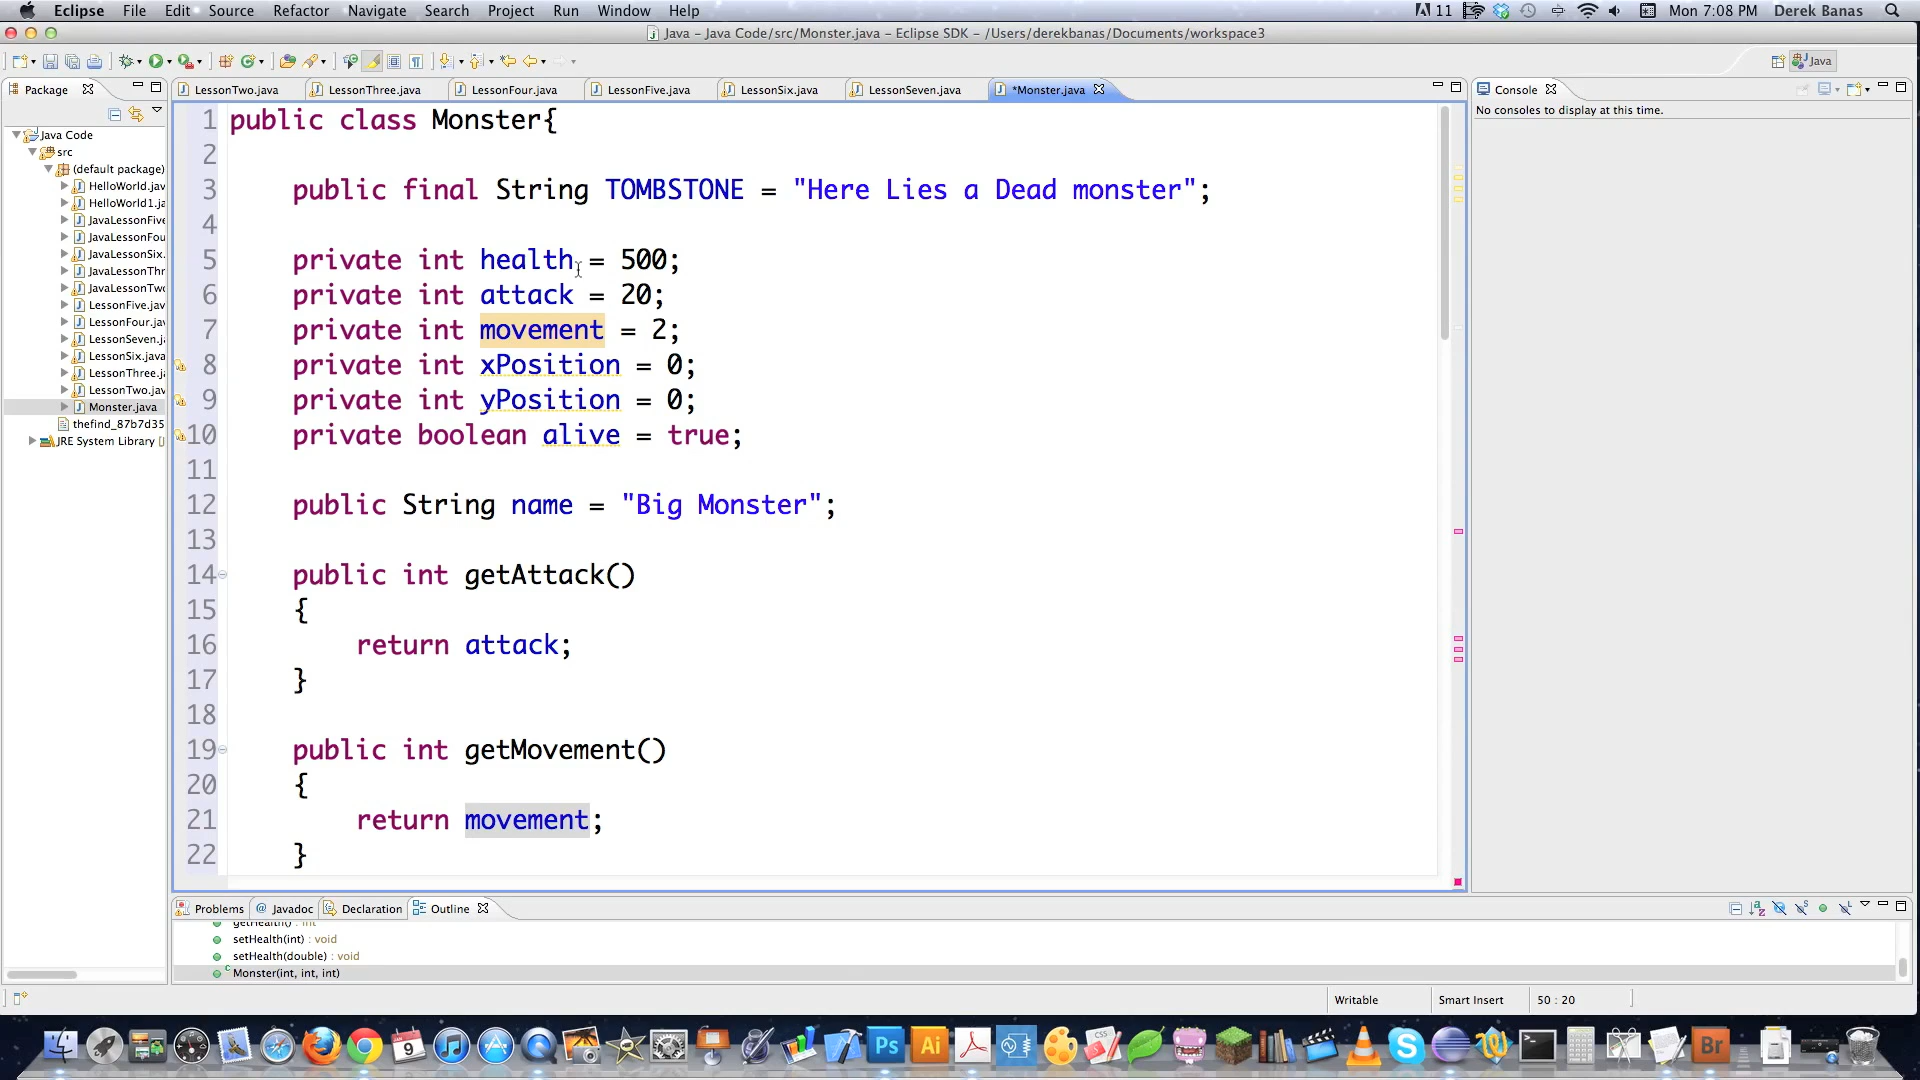 Eclipse File Edit Source Refactor Navigate Search Project Run Window Help 11 Mon 7:08 PM Derek Banas
Java – Java Code/src/Monster.java – Eclipse SDK – /Users/derekbanas/Documents/workspace3
Java
Package
LessonTwo.java LessonThree.java LessonFour.java LessonFive.java LessonSix.java LessonSeven.java *Monster.java
Console
No consoles to display at this time.
Java Code
src
(default package)
HelloWorld.jav
HelloWorld1.ja
JavaLessonFive
JavaLessonFou
JavaLessonSix.
JavaLessonThr
JavaLessonTwo
LessonFive.jav
LessonFour.jav
LessonSeven.j
LessonSix.java
LessonThree.j
LessonTwo.jav
Monster.java
thefind_87b7d35
JRE System Library [
1 public class Monster{
2
3 public final String TOMBSTONE = "Here Lies a Dead monster";
4
5 private int health = 500;
6 private int attack = 20;
7 private int movement = 2;
8 private int xPosition = 0;
9 private int yPosition = 0;
10 private boolean alive = true;
11
12 public String name = "Big Monster";
13
14 public int getAttack()
15 {
16 return attack;
17 }
18
19 public int getMovement()
20 {
21 return movement;
22 }
Problems @ Javadoc Declaration Outline
getHealth() : int
setHealth(int) : void
setHealth(double) : void
Monster(int, int, int)
Writable Smart Insert 50 : 20
9 Ps Ai CSS Br